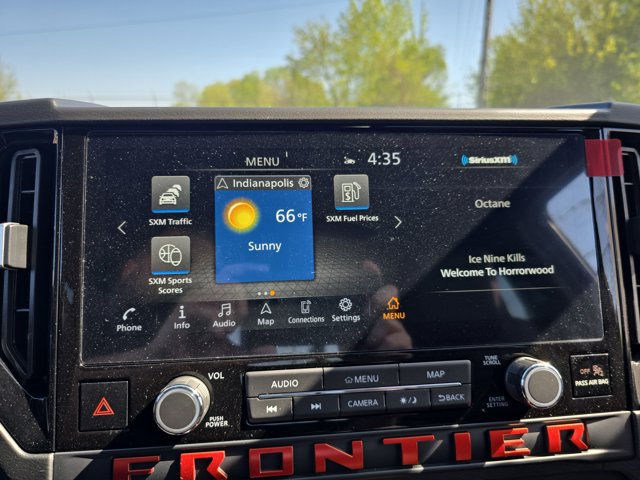 MENU
4:35
SiriusXM
Indianapolis
66°F
Sunny
SXM Traffic
SXM Fuel Prices
SXM Sports
Scores
Octane
Ice Nine Kills
Welcome To Horrorwood
Phone
Info
Audio
Map
Connections
Settings
MENU
VOL
PUSH
POWER
AUDIO
MENU
MAP
CAMERA
BACK
TUNE
SCROLL
ENTER
SETTING
OFF
PASS AIR BAG
FRONTIER